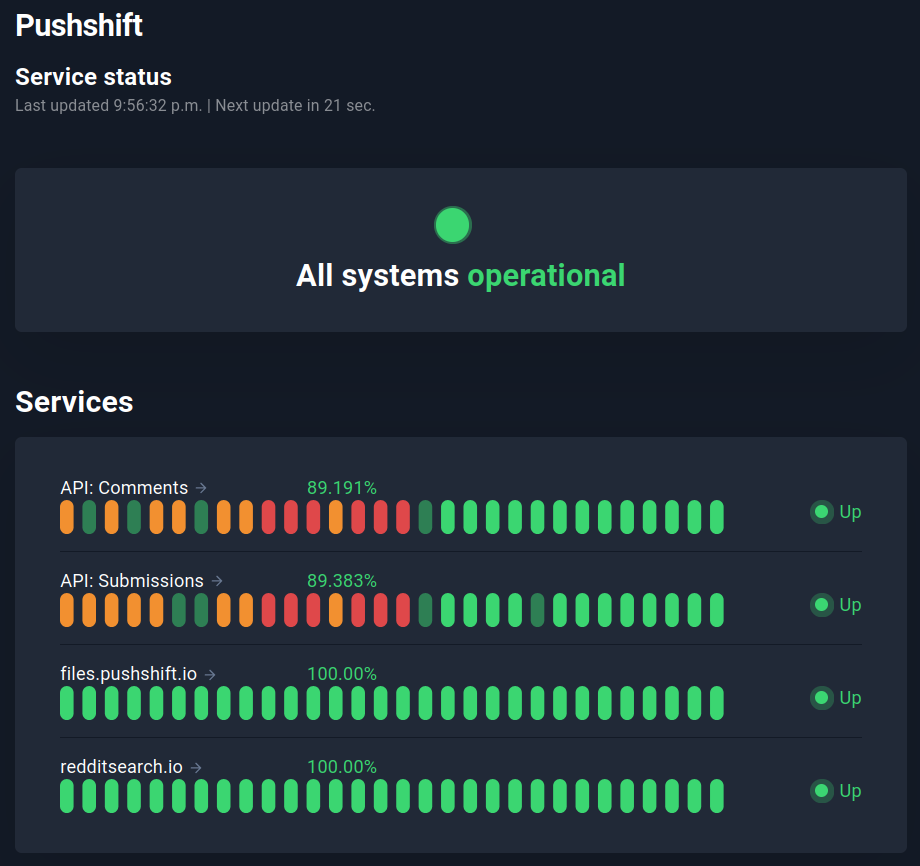 Pushshift
Service status
Last updated 9:56:32 p.m. | Next update in 21 sec.
All systems operational
Services
API: Comments → 89.191%
Up
API: Submissions → 89.383%
Up
files.pushshift.io → 100.00%
Up
redditsearch.io → 100.00%
Up